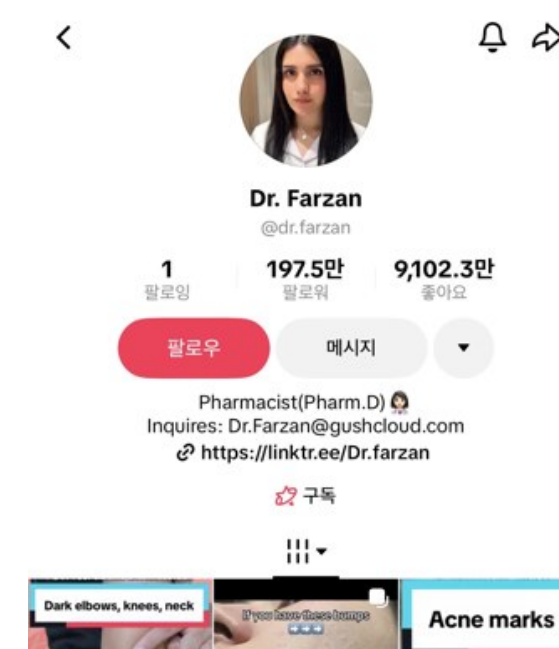 Dr. Farzan
@dr.farzan
1 197.5만 9,102.3만
팔로잉 팔로워 좋아요
팔로우 메시지
Pharmacist(Pharm.D)
Inquires: Dr.Farzan@gushcloud.com
https://linktr.ee/Dr.farzan
구독
Dark elbows, knees, neck
If you have these bumps
Acne marks